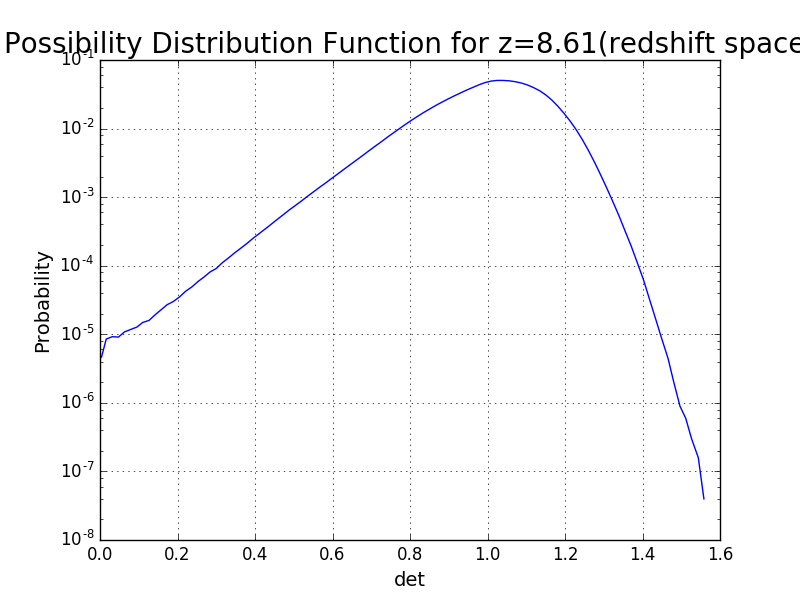 Possibility Distribution Function for z=8.61(redshift space
10^-1
10^-2
10^-3
10^-4
10^-5
10^-6
10^-7
10^-8
Probability
0.0 0.2 0.4 0.6 0.8 1.0 1.2 1.4 1.6
det